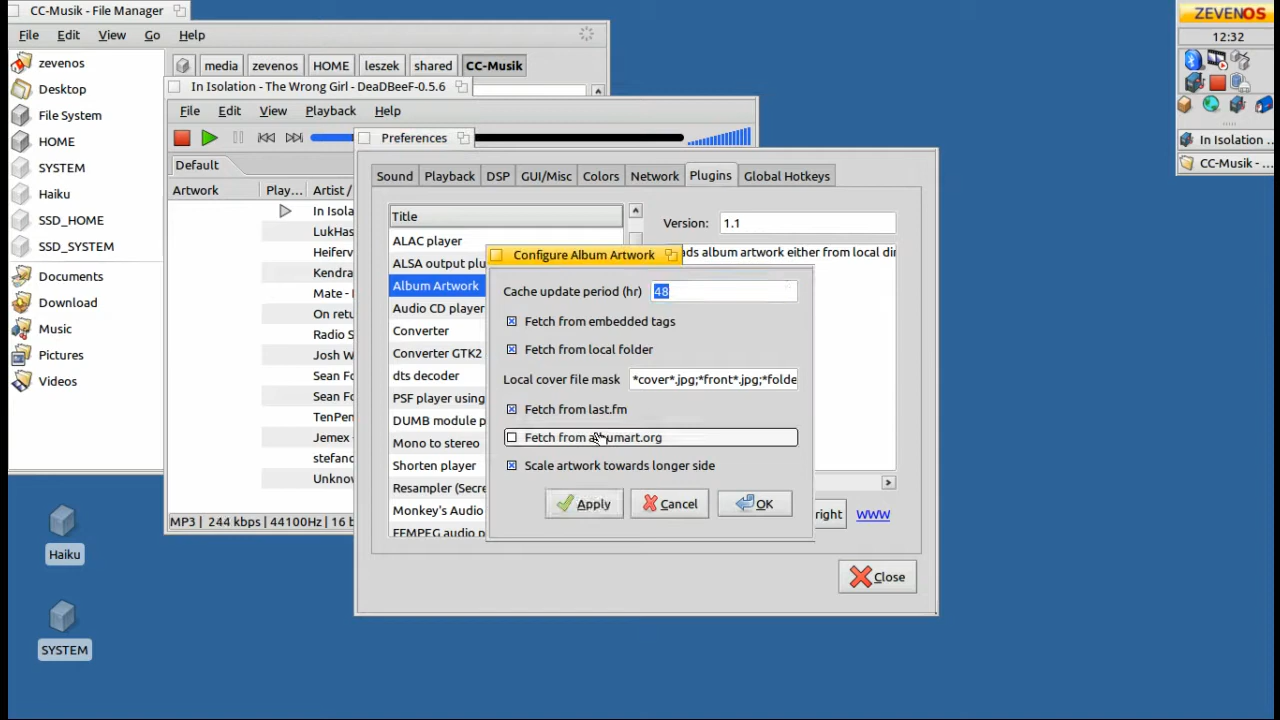 CC-Musik - File Manager
File Edit View Go Help
zevenos
Desktop
File System
HOME
SYSTEM
Haiku
SSD_HOME
SSD_SYSTEM
Documents
Download
Music
Pictures
Videos
media zevenos HOME leszek shared CC-Musik
In Isolation - The Wrong Girl - DeaDBeeF-0.5.6
File Edit View Playback Help
Default
Artwork Play... Artist /
In Isola
LukHas
Heiferv
Kendra
Mate -
On retu
Radio S
Josh W
Sean Fo
Sean Fo
TenPen
Jemex -
stefanc
Unknow
MP3 | 244 kbps | 44100Hz | 16 b
Preferences
Sound Playback DSP GUI/Misc Colors Network Plugins Global Hotkeys
Title
ALAC player
ALSA output plu
Album Artwork
Audio CD player
Converter
Converter GTK2
dts decoder
PSF player using
DUMB module p
Mono to stereo
Shorten player
Resampler (Secre
Monkey's Audio
FFMPEG audio p
Version: 1.1
ads album artwork either from local dir
right WWW
Close
Configure Album Artwork
Cache update period (hr) 48
Fetch from embedded tags
Fetch from local folder
Local cover file mask *cover*.jpg;*front*.jpg;*folde
Fetch from last.fm
Fetch from albumart.org
Scale artwork towards longer side
Apply Cancel OK
Haiku
SYSTEM
ZEVENOS
12:32
In Isolation ...
CC-Musik - ...